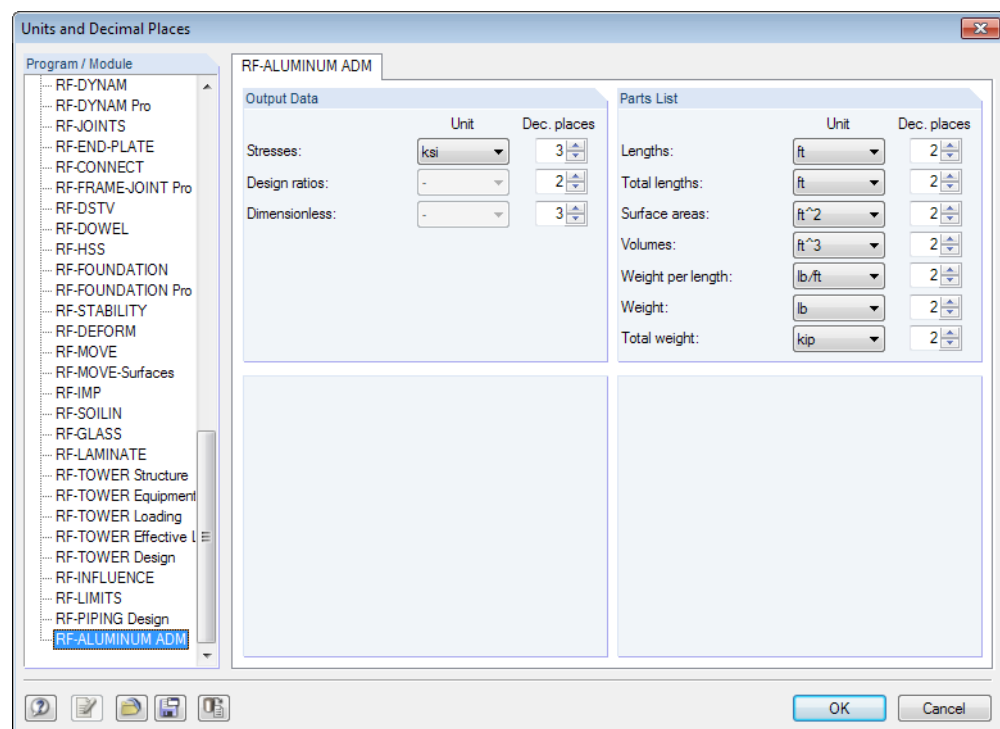 Units and Decimal Places
Program / Module
RF-DYNAM
RF-DYNAM Pro
RF-JOINTS
RF-END-PLATE
RF-CONNECT
RF-FRAME-JOINT Pro
RF-DSTV
RF-DOWEL
RF-HSS
RF-FOUNDATION
RF-FOUNDATION Pro
RF-STABILITY
RF-DEFORM
RF-MOVE
RF-MOVE-Surfaces
RF-IMP
RF-SOILIN
RF-GLASS
RF-LAMINATE
RF-TOWER Structure
RF-TOWER Equipment
RF-TOWER Loading
RF-TOWER Effective L
RF-TOWER Design
RF-INFLUENCE
RF-LIMITS
RF-PIPING Design
RF-ALUMINUM ADM
RF-ALUMINUM ADM
Output Data
Unit Dec. places
Stresses: ksi 3
Design ratios: - 2
Dimensionless: - 3
Parts List
Unit Dec. places
Lengths: ft 2
Total lengths: ft 2
Surface areas: ft^2 2
Volumes: ft^3 2
Weight per length: lb/ft 2
Weight: lb 2
Total weight: kip 2
OK Cancel